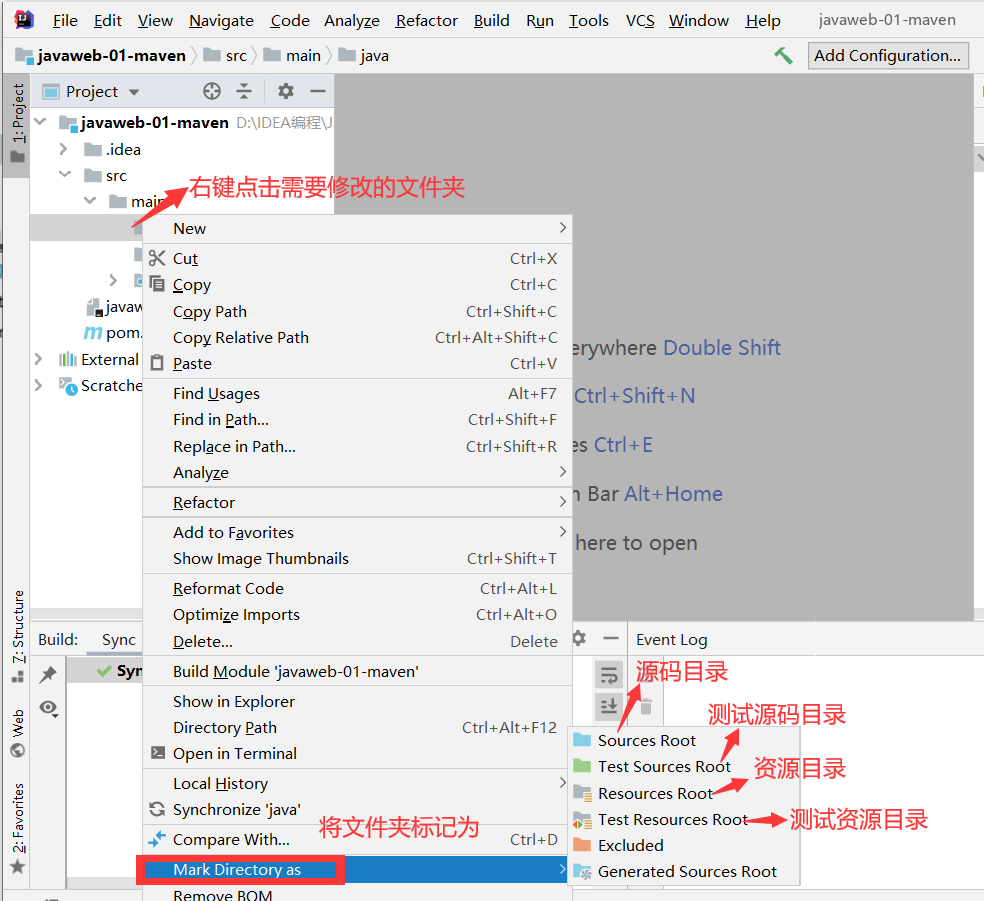 File Edit View Navigate Code Analyze Refactor Build Run Tools VCS Window Help javaweb-01-maven
javaweb-01-maven src main java Add Configuration...
1: Project
Project
javaweb-01-maven D:\IDEA编程\J
.idea
src
右键点击需要修改的文件夹
main
New
Cut Ctrl+X
Copy Ctrl+C
Copy Path Ctrl+Shift+C
Copy Relative Path Ctrl+Alt+Shift+C
Paste Ctrl+V
Find Usages Alt+F7
Find in Path... Ctrl+Shift+F
Replace in Path... Ctrl+Shift+R
Analyze
Refactor
Add to Favorites
Show Image Thumbnails Ctrl+Shift+T
Reformat Code Ctrl+Alt+L
Optimize Imports Ctrl+Alt+O
Delete... Delete
Build Module 'javaweb-01-maven'
Show in Explorer
Directory Path Ctrl+Alt+F12
Open in Terminal
Local History
Synchronize 'java'
将文件夹标记为
Compare With... Ctrl+D
Mark Directory as
Remove BOM
javaw
pom.
External
Scratche
erywhere Double Shift
Ctrl+Shift+N
es Ctrl+E
n Bar Alt+Home
here to open
7: Structure
Web
2: Favorites
Build: Sync
Syn
Event Log
源码目录
测试源码目录
Sources Root
Test Sources Root
资源目录
Resources Root
Test Resources Root
测试资源目录
Excluded
Generated Sources Root